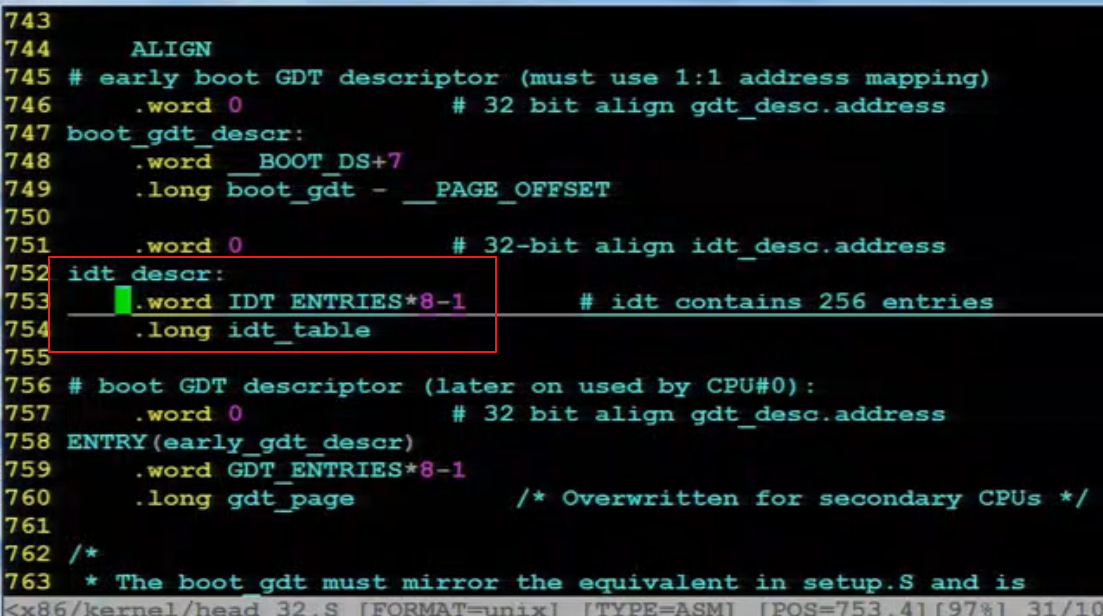 743
744 ALIGN
745 # early boot GDT descriptor (must use 1:1 address mapping)
746 .word 0 # 32 bit align gdt_desc.address
747 boot_gdt_descr:
748 .word __BOOT_DS+7
749 .long boot_gdt - __PAGE_OFFSET
750
751 .word 0 # 32-bit align idt_desc.address
752 idt_descr:
753 .word IDT_ENTRIES*8-1 # idt contains 256 entries
754 .long idt_table
755
756 # boot GDT descriptor (later on used by CPU#0):
757 .word 0 # 32 bit align gdt_desc.address
758 ENTRY(early_gdt_descr)
759 .word GDT_ENTRIES*8-1
760 .long gdt_page /* Overwritten for secondary CPUs */
761
762 /*
763 * The boot_gdt must mirror the equivalent in setup.S and is
<x86/kernel/head_32.S [FORMAT=unix] [TYPE=ASM] [POS=753,4][97%] 31/10